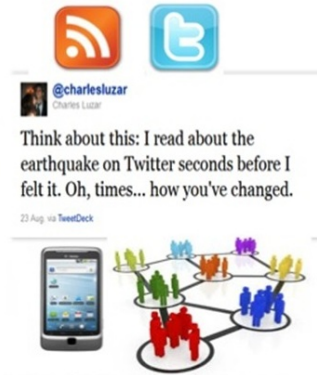 @charlesluzar
Charles Luzar
Think about this: I read about the
earthquake on Twitter seconds before I
felt it. Oh, times... how you've changed.
23 Aug via TweetDeck